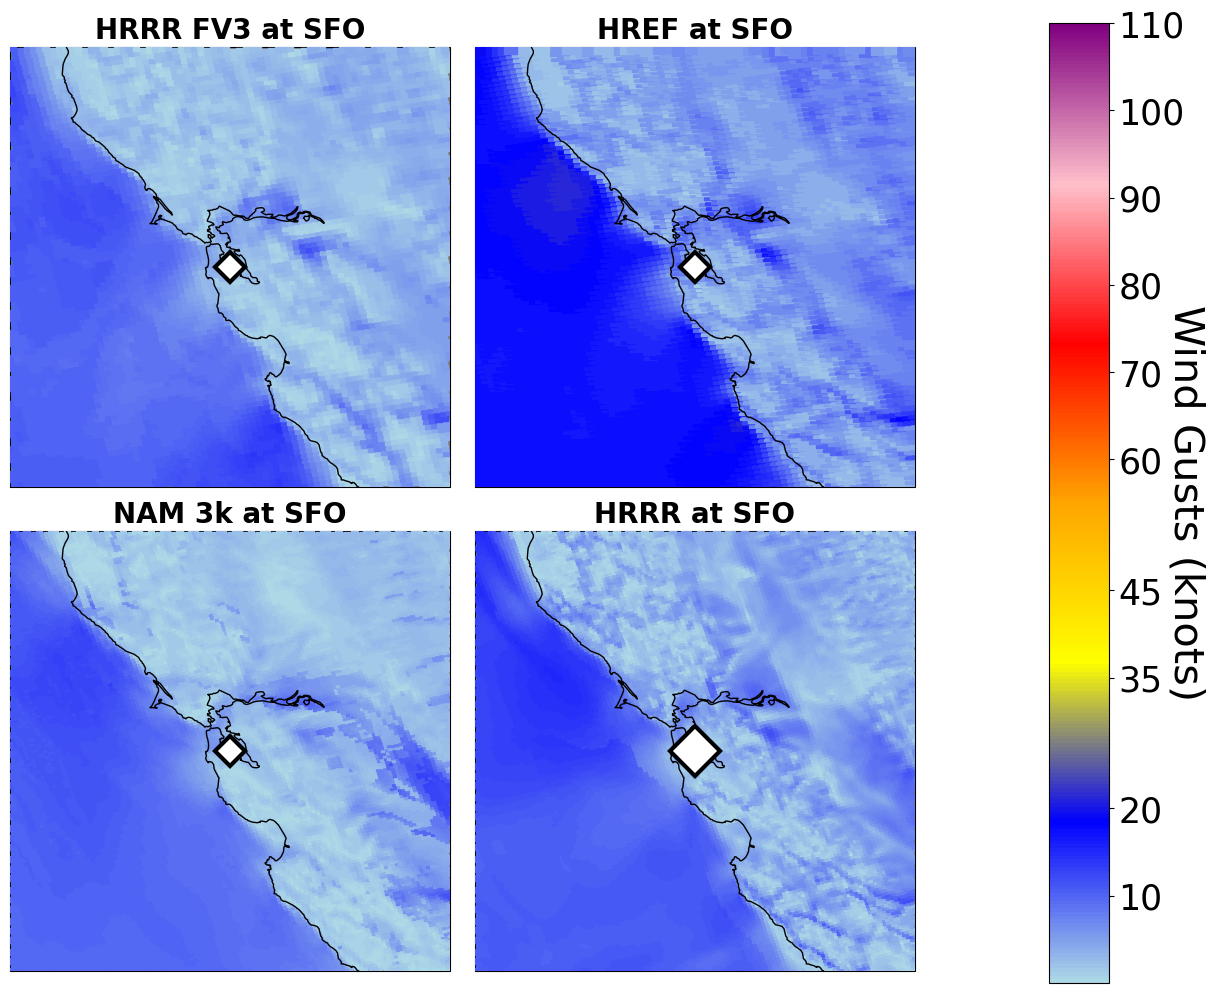 HRRR FV3 at SFO
HREF at SFO
NAM 3k at SFO
HRRR at SFO
110
100
90
80
70
60
45
35
20
10
Wind Gusts (knots)